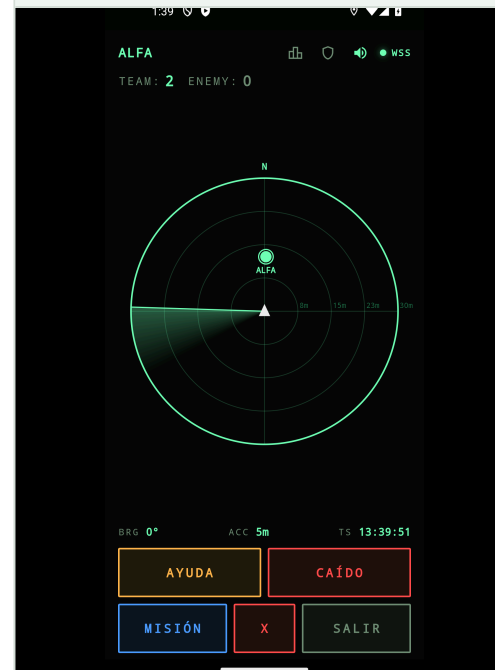 1:39
ALFA WSS
TEAM: 2 ENEMY: 0
N
ALFA
8m 15m 23m 30m
BRG 0° ACC 5m TS 13:39:51
AYUDA CAÍDO
MISIÓN X SALIR